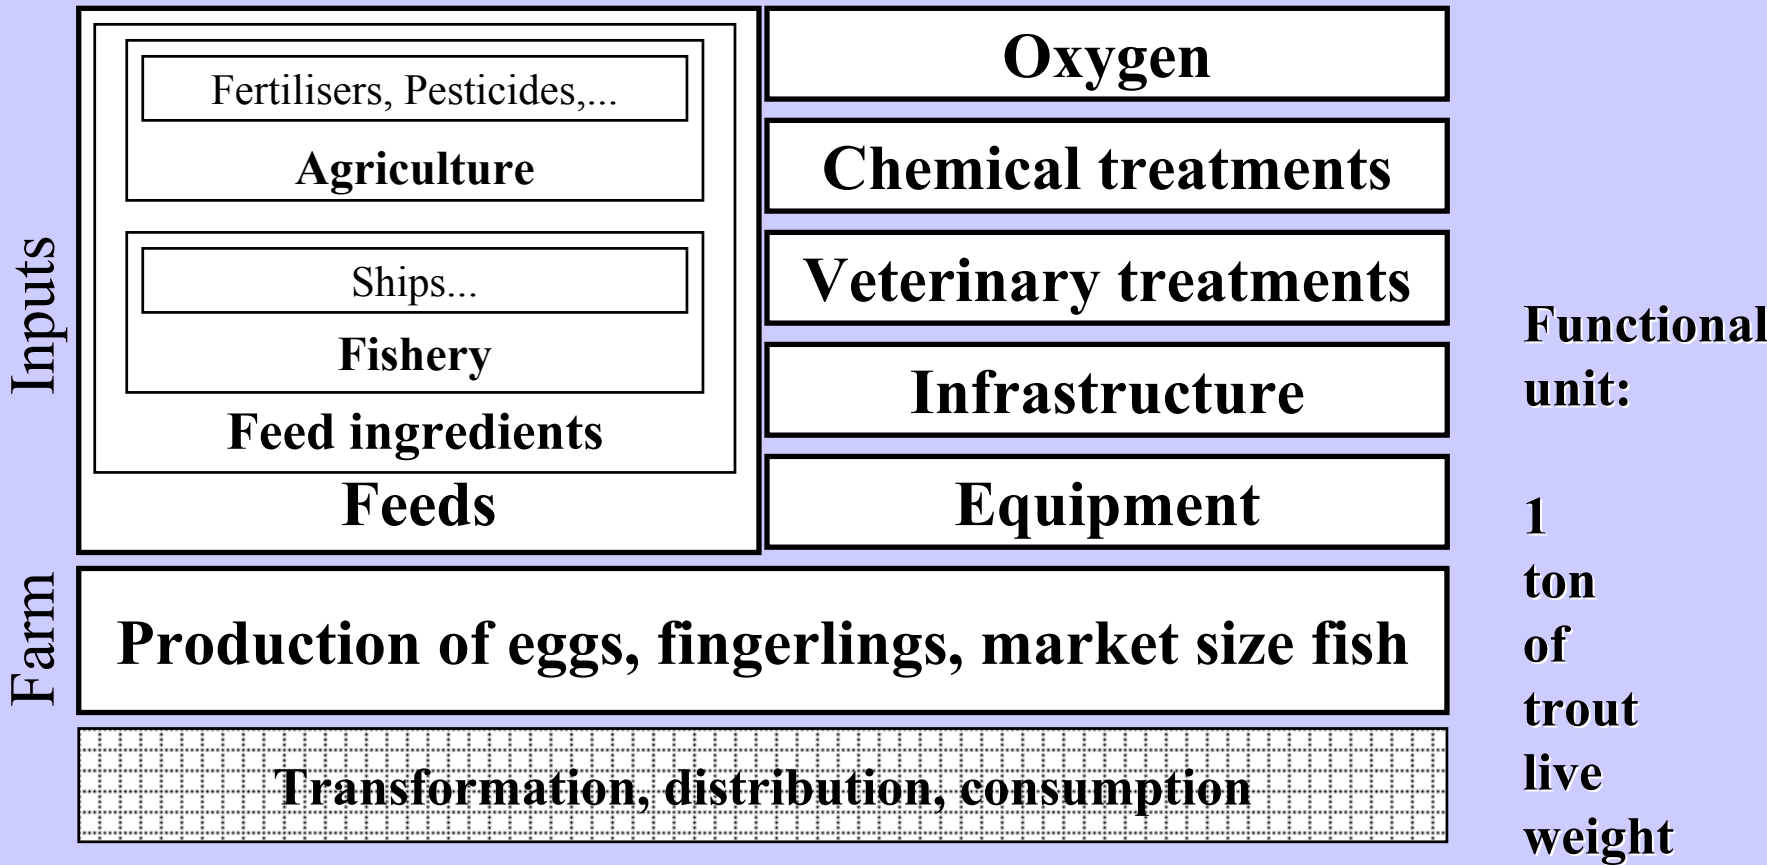 Inputs
Fertilisers, Pesticides,...
Agriculture
Ships...
Fishery
Feed ingredients
Feeds
Oxygen
Chemical treatments
Veterinary treatments
Infrastructure
Equipment
Farm
Production of eggs, fingerlings, market size fish
Transformation, distribution, consumption
Functional
unit:
1
ton
of
trout
live
weight